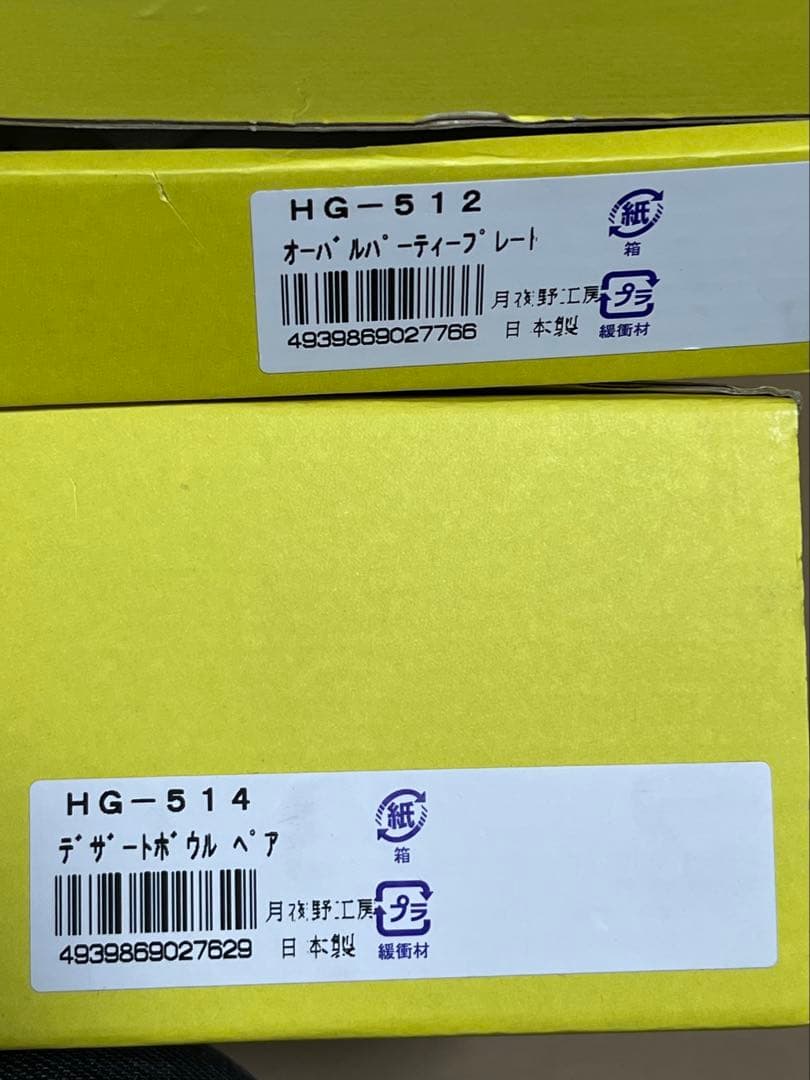 HG-512
オーバルパーティープレート
紙
箱
4939869027766
月夜野工房
日本製
プラ
緩衝材
HG-514
デザートボウル ペア
紙
箱
4939869027629
月夜野工房
日本製
プラ
緩衝材